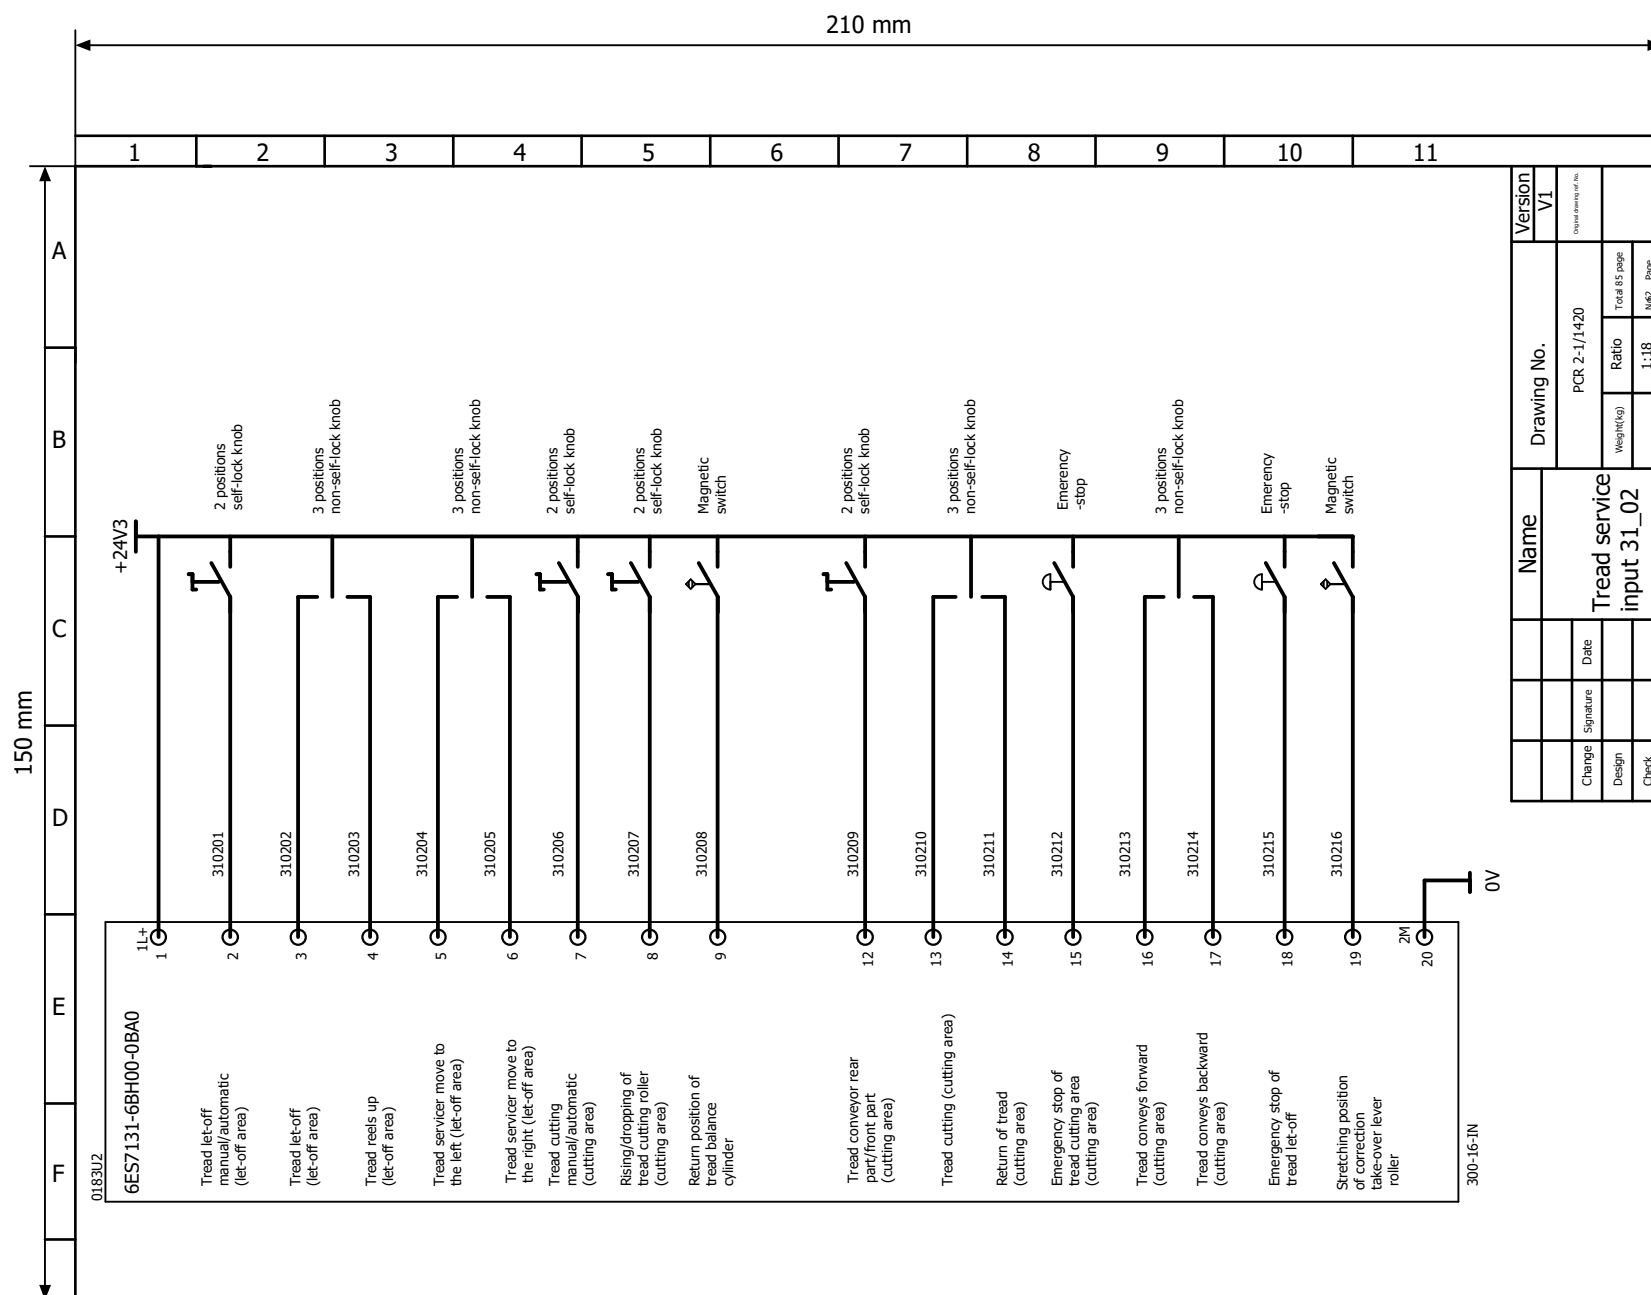 210 mm
1 2 3 4 5 6 7 8 9 10 11
150 mm
A
B
C
D
E
F
Version
V1
Original drawing ref. No.
Drawing No.
PCR 2-1/1420
Weight(kg)
Ratio
Total 85 page
1:18
Page
Name
Tread service
input 31_02
Change
Signature
Date
Design
Check
+24V3
2 positions
self-lock knob
3 positions
non-self-lock knob
3 positions
non-self-lock knob
2 positions
self-lock knob
2 positions
self-lock knob
Magnetic
switch
2 positions
self-lock knob
3 positions
non-self-lock knob
Emerency
-stop
3 positions
non-self-lock knob
Emerency
-stop
Magnetic
switch
310201
310202
310203
310204
310205
310206
310207
310208
310209
310210
310211
310212
310213
310214
310215
310216
0V
1L+
1
2
3
4
5
6
7
8
9
12
13
14
15
16
17
18
19
2M
20
0183U2
6ES7131-6BH00-0BA0
Tread let-off
manual/automatic
(let-off area)
Tread let-off
(let-off area)
Tread reels up
(let-off area)
Tread servicer move to
the left (let-off area)
Tread servicer move to
the right (let-off area)
Tread cutting
manual/automatic
(cutting area)
Rising/dropping of
tread cutting roller
(cutting area)
Return position of
tread balance
cylinder
Tread conveyor rear
part/front part
(cutting area)
Tread cutting (cutting area)
Return of tread
(cutting area)
Emergency stop of
tread cutting area
(cutting area)
Tread conveys forward
(cutting area)
Tread conveys backward
(cutting area)
Emergency stop of
tread let-off
Stretching position
of correction
take-over lever
roller
300-16-IN